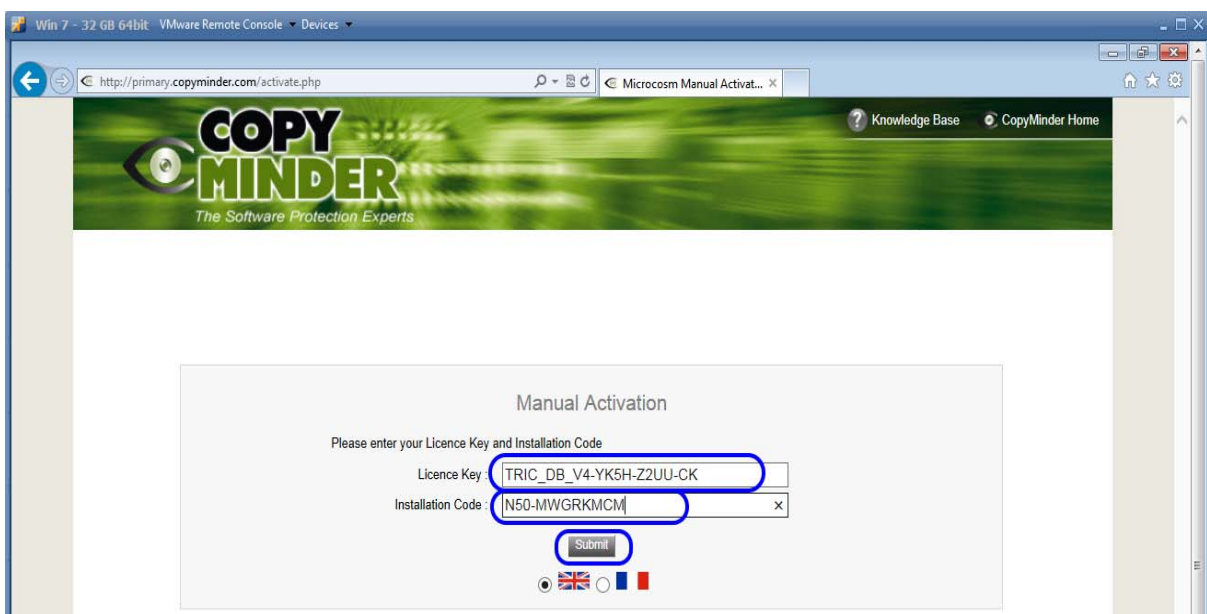 Win 7 - 32 GB 64bit VMware Remote Console Devices
http://primary.copyminder.com/activate.php Microcosm Manual Activat...
COPY
MINDER
The Software Protection Experts
Knowledge Base CopyMinder Home
Manual Activation
Please enter your Licence Key and Installation Code
Licence Key : TRIC_DB_V4-YK5H-Z2UU-CK
Installation Code : N50-MWGRKMCM
Submit